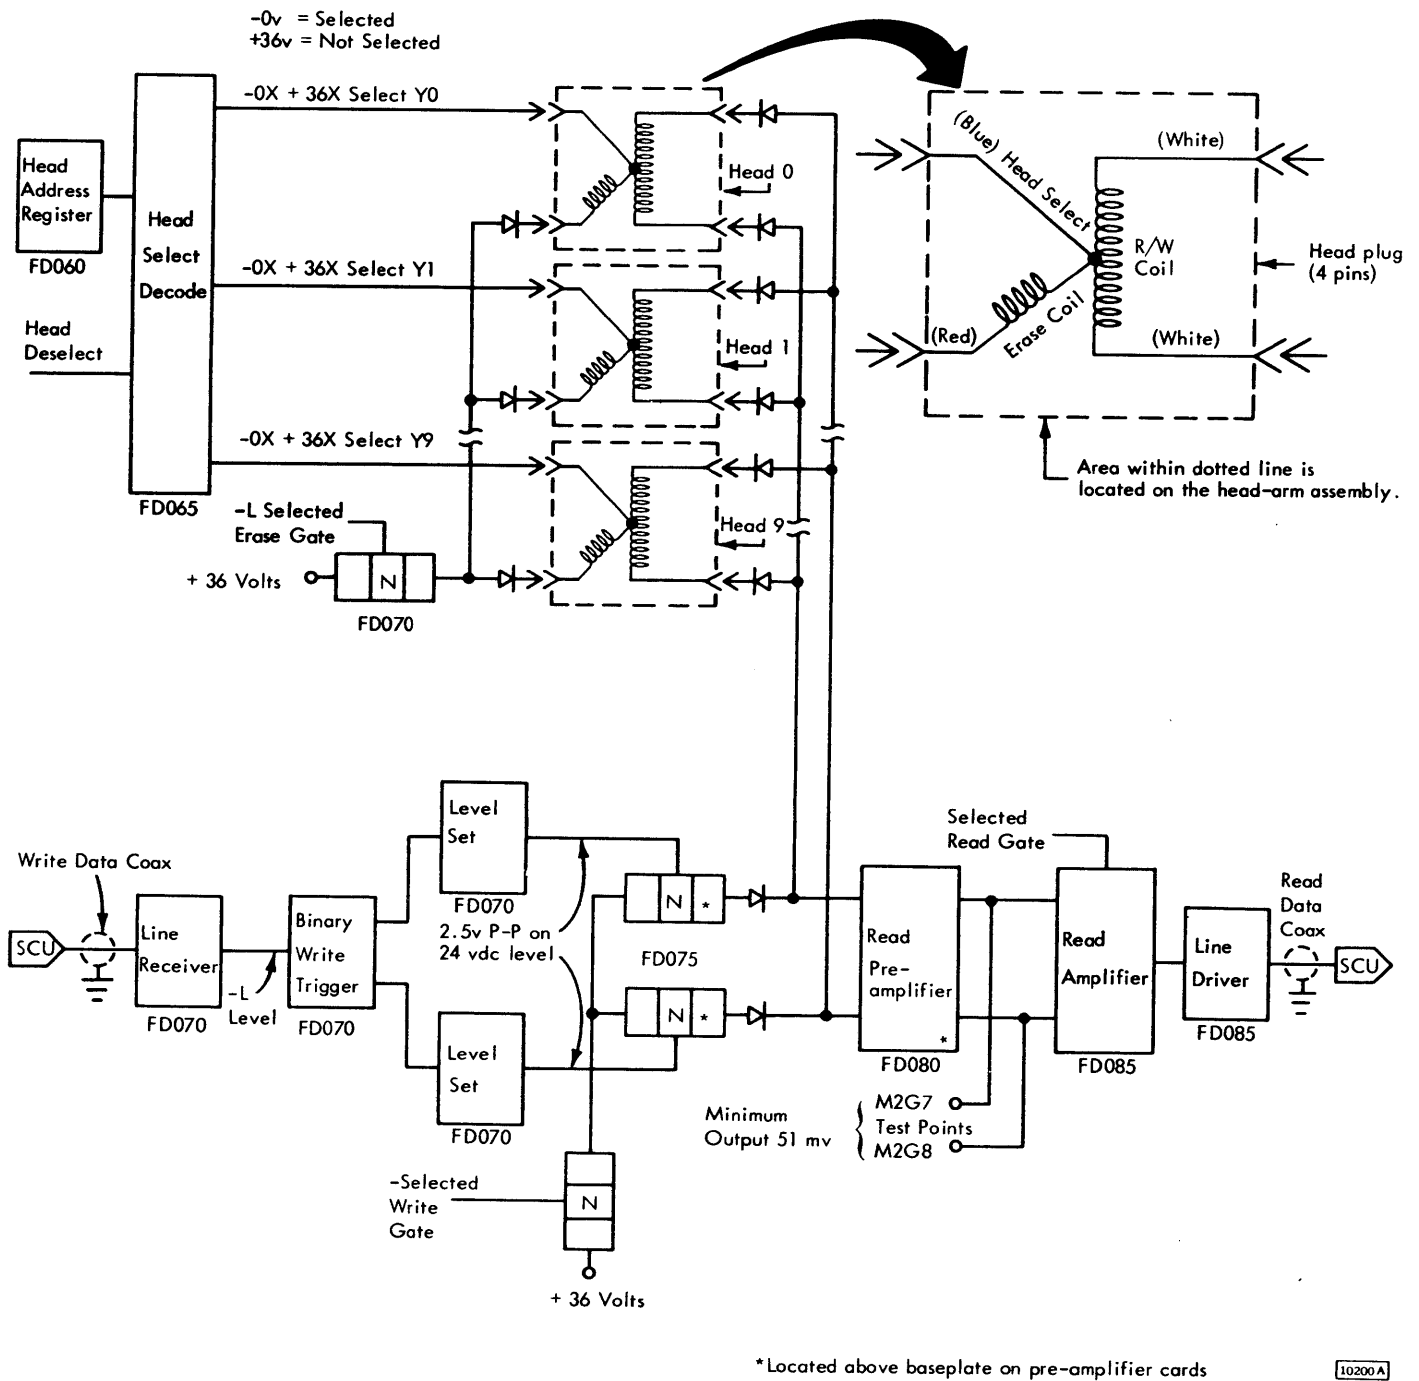 -0v = Selected
+36v = Not Selected
-0X + 36X Select Y0
Head
Address
Register
FD060
Head
Select
Decode
FD065
Head
Deselect
-0X + 36X Select Y1
-0X + 36X Select Y9
Head 0
Head 1
Head 9
-L Selected
Erase Gate
+ 36 Volts
N
FD070
(Blue) Head Select
(White)
R/W
Coil
Erase Coil
(Red)
(White)
Head plug
(4 pins)
Area within dotted line is
located on the head-arm assembly.
Write Data Coax
SCU
Line
Receiver
FD070
-L
Level
Binary
Write
Trigger
FD070
Level
Set
FD070
2.5v P-P on
24 vdc level
Level
Set
FD070
N *
FD075
N *
-Selected
Write
Gate
N
+ 36 Volts
Read
Pre-
amplifier
*
FD080
Minimum
Output 51 mv
M2G7
Test Points
M2G8
Selected
Read Gate
Read
Amplifier
FD085
Line
Driver
FD085
Read
Data
Coax
SCU
*Located above baseplate on pre-amplifier cards
10200A